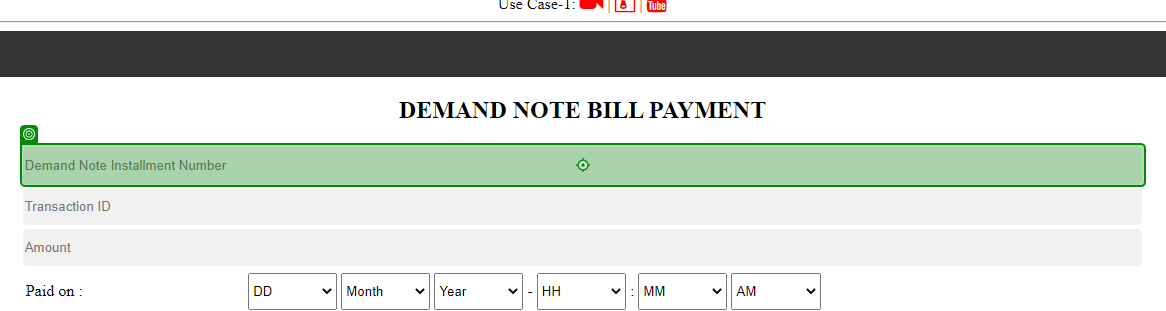 Use Case-1: | | You Tube
DEMAND NOTE BILL PAYMENT
Demand Note Installment Number
Transaction ID
Amount
Paid on : DD Month Year - HH : MM AM